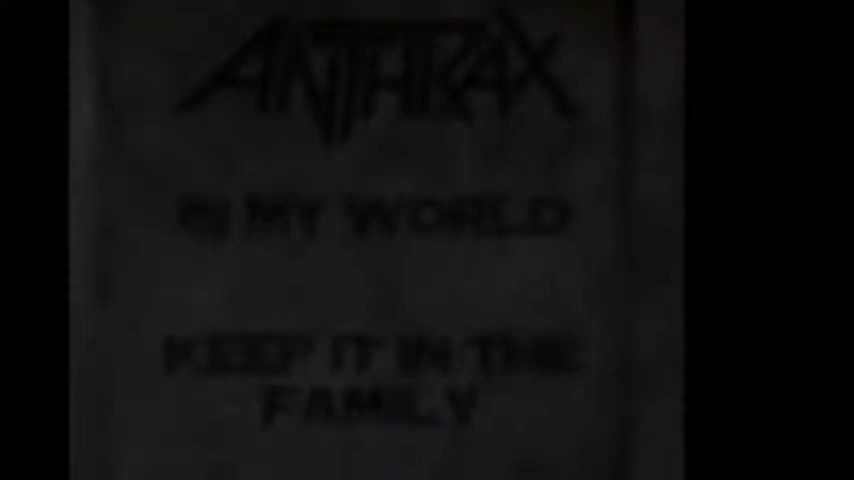 ANTHRAX
IN MY WORLD
KEEP IT IN THE
FAMILY